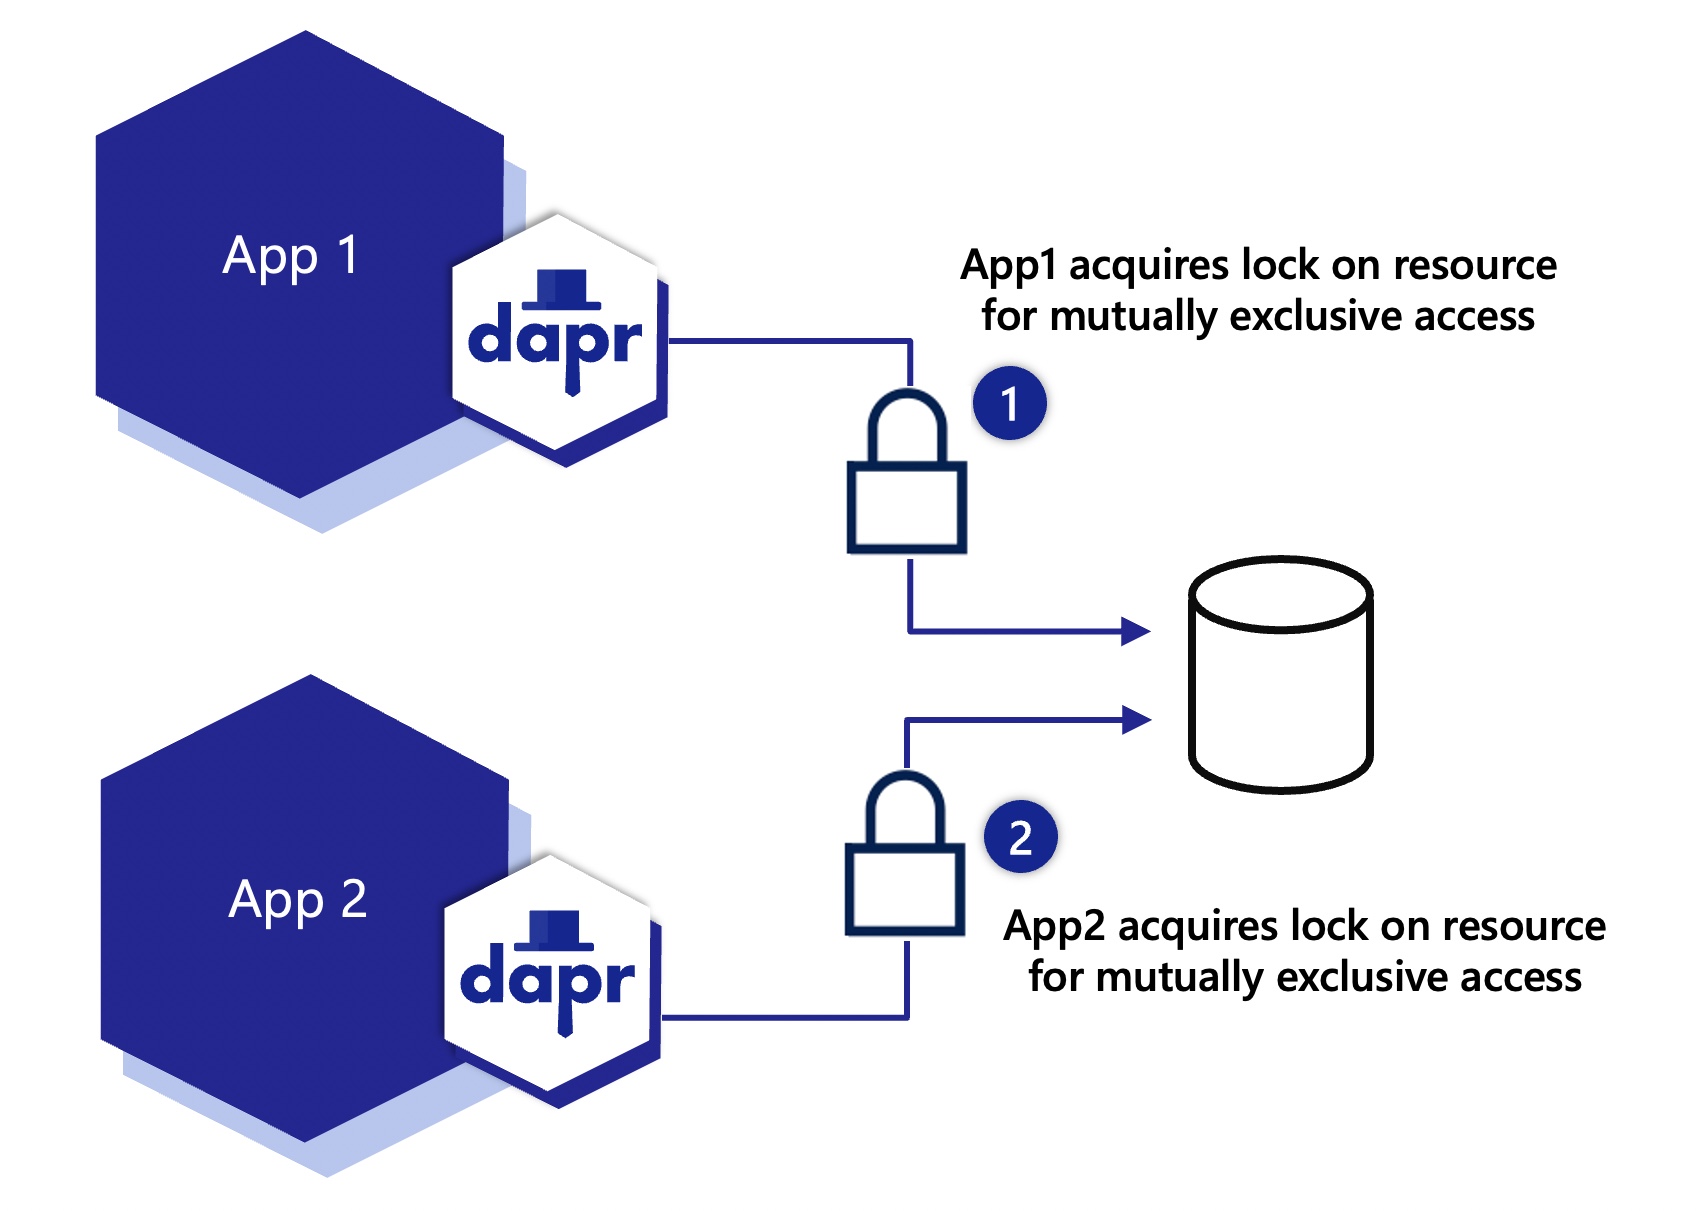 App 1
dapr
App1 acquires lock on resource
for mutually exclusive access
1
App 2
dapr
2
App2 acquires lock on resource
for mutually exclusive access